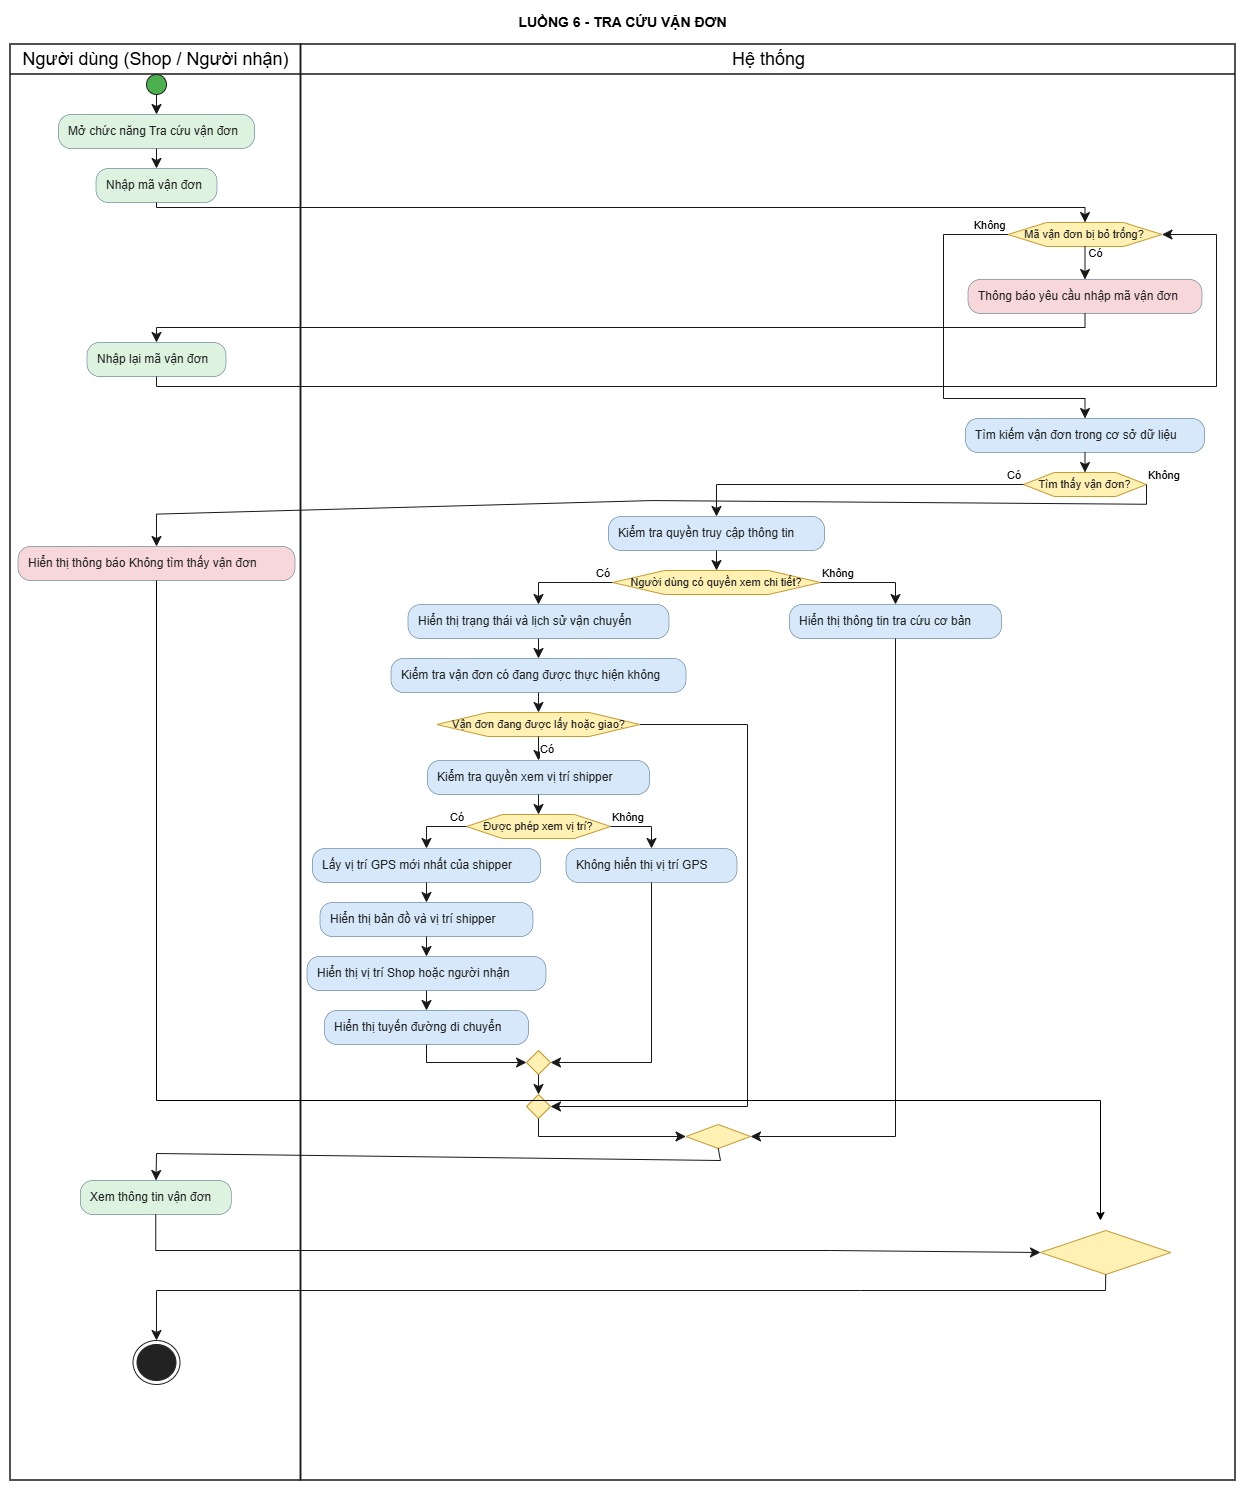 LUỒNG 6 - TRA CỨU VẬN ĐƠN
Người dùng (Shop / Người nhận)
Hệ thống
Mở chức năng Tra cứu vận đơn
Nhập mã vận đơn
Không
Mã vận đơn bị bỏ trống?
Có
Thông báo yêu cầu nhập mã vận đơn
Nhập lại mã vận đơn
Tìm kiếm vận đơn trong cơ sở dữ liệu
Có
Tìm thấy vận đơn?
Không
Kiểm tra quyền truy cập thông tin
Hiển thị thông báo Không tìm thấy vận đơn
Có
Người dùng có quyền xem chi tiết?
Không
Hiển thị trạng thái và lịch sử vận chuyển
Hiển thị thông tin tra cứu cơ bản
Kiểm tra vận đơn có đang được thực hiện không
Vận đơn đang được lấy hoặc giao?
Có
Kiểm tra quyền xem vị trí shipper
Có
Được phép xem vị trí?
Không
Lấy vị trí GPS mới nhất của shipper
Không hiển thị vị trí GPS
Hiển thị bản đồ và vị trí shipper
Hiển thị vị trí Shop hoặc người nhận
Hiển thị tuyến đường di chuyển
Xem thông tin vận đơn